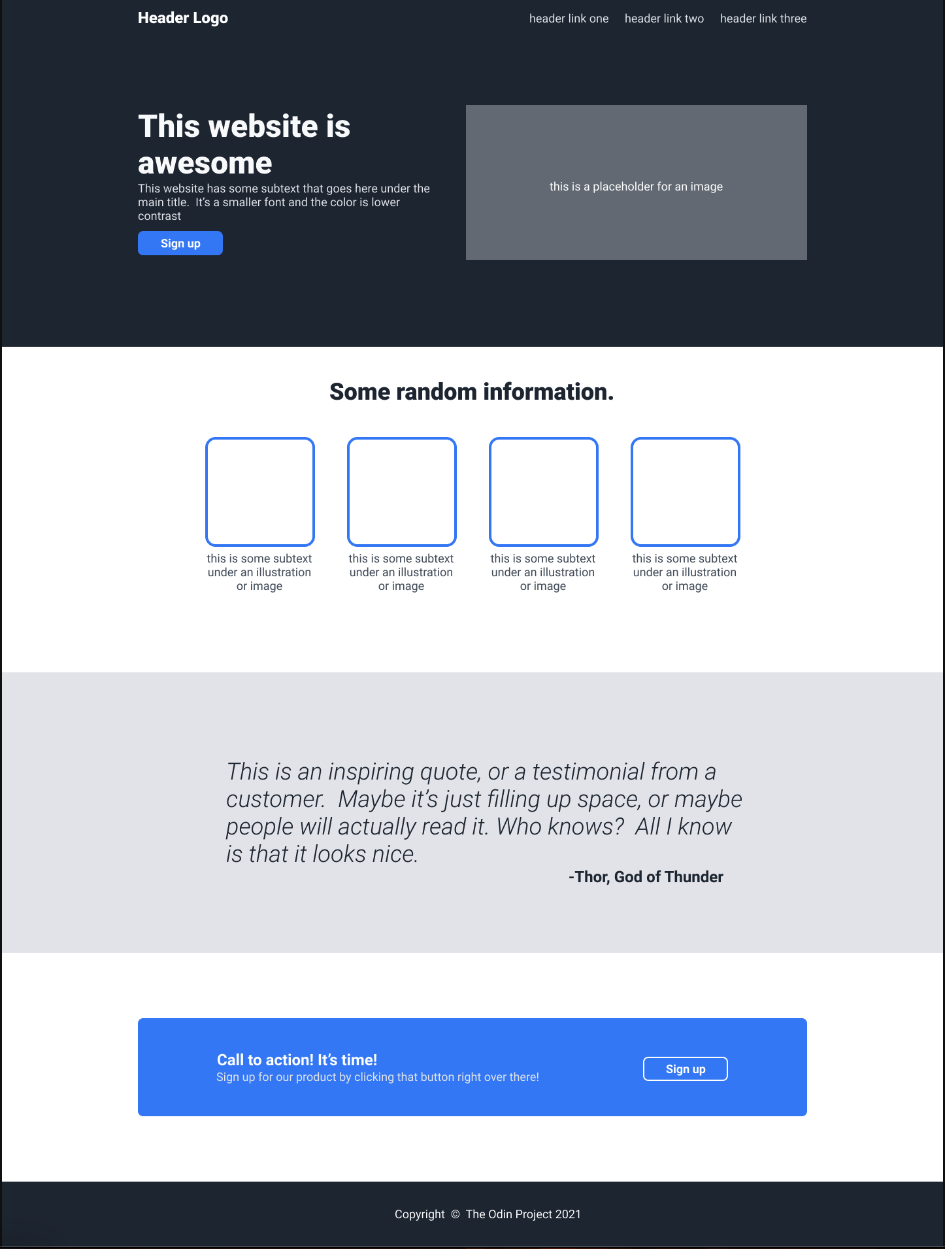 Header Logo
header link one
header link two
header link three
This website is
awesome
This website has some subtext that goes here under the
main title.  It’s a smaller font and the color is lower
contrast
Sign up
this is a placeholder for an image
Some random information.
this is some subtext
under an illustration
or image
this is some subtext
under an illustration
or image
this is some subtext
under an illustration
or image
this is some subtext
under an illustration
or image
This is an inspiring quote, or a testimonial from a
customer.  Maybe it’s just filling up space, or maybe
people will actually read it. Who knows?  All I know
is that it looks nice.
-Thor, God of Thunder
Call to action! It’s time!
Sign up for our product by clicking that button right over there!
Sign up
Copyright © The Odin Project 2021